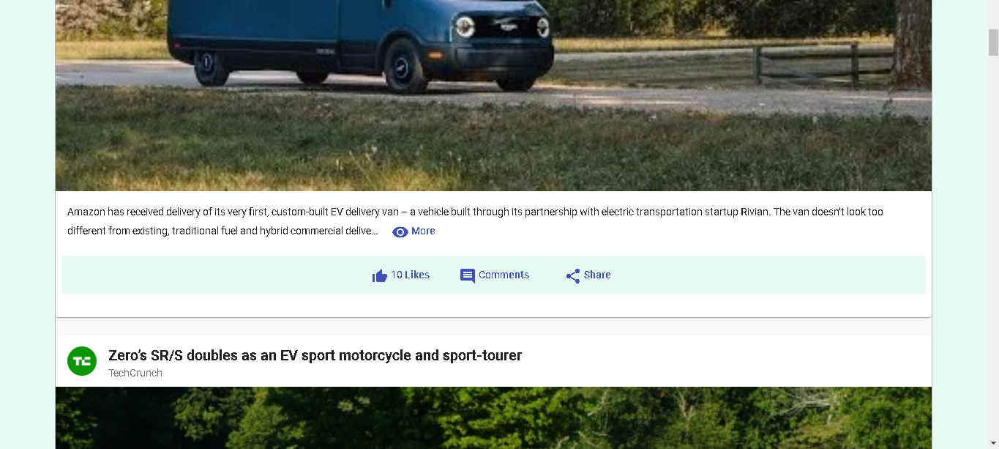 Amazon has received delivery of its very first, custom-built EV delivery van – a vehicle built through its partnership with electric transportation startup Rivian. The van doesn't look too
different from existing, traditional fuel and hybrid commercial delive... More
10 Likes Comments Share
TC
Zero’s SR/S doubles as an EV sport motorcycle and sport-tourer
TechCrunch